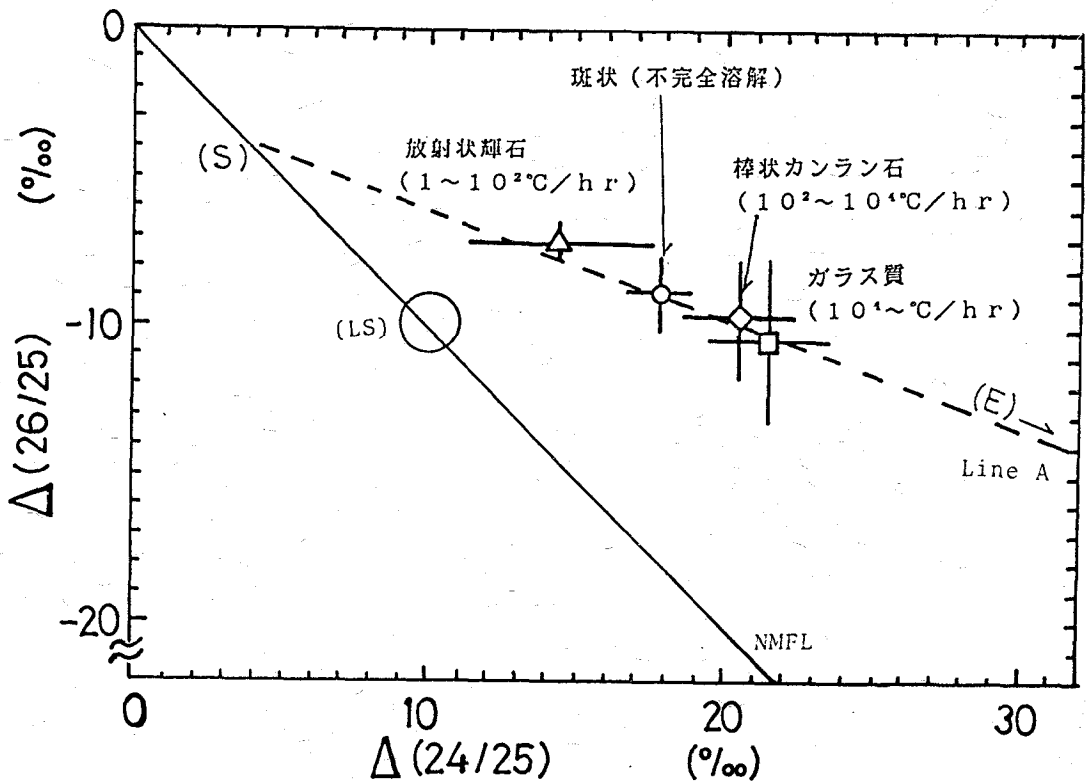 0
-10
-20
Δ(26/25) (‰)
斑状(不完全溶解)
放射状輝石
(1~10²℃/hr)
棒状カンラン石
(10²~10⁴℃/hr)
ガラス質
(10⁴~℃/hr)
(S)
(LS)
(E)
Line A
NMFL
0 10 20 30
Δ(24/25) (‰)